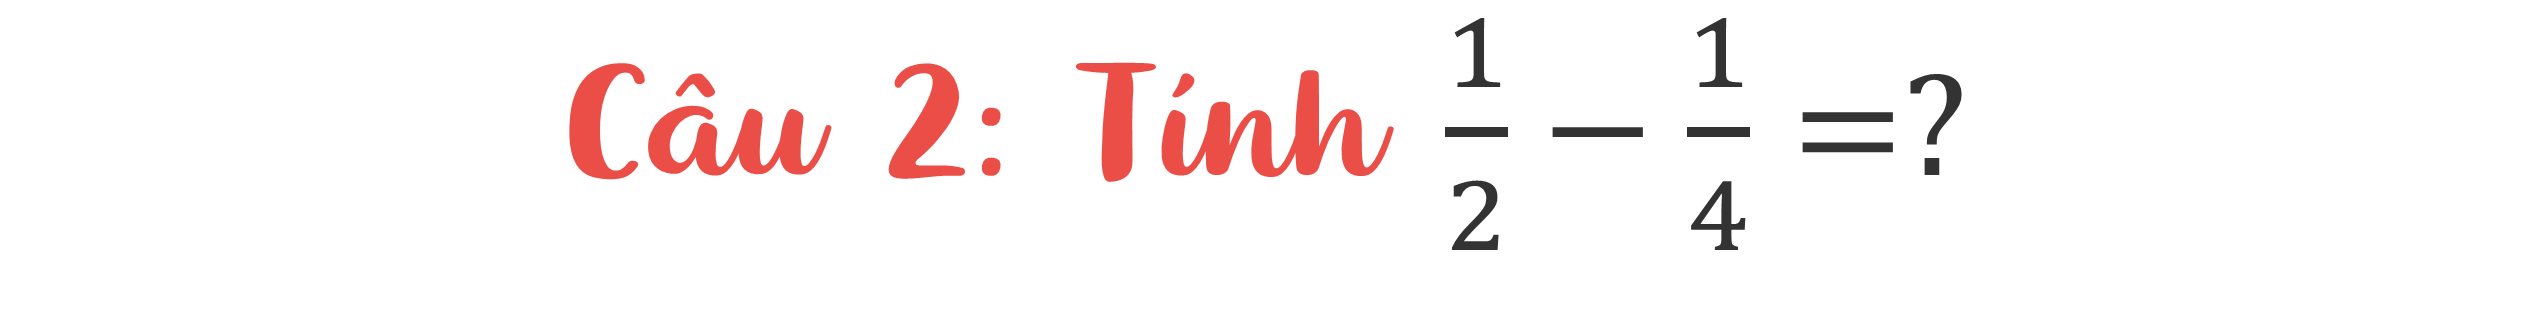 Câu 2: Tính 1/2 − 1/4 =?